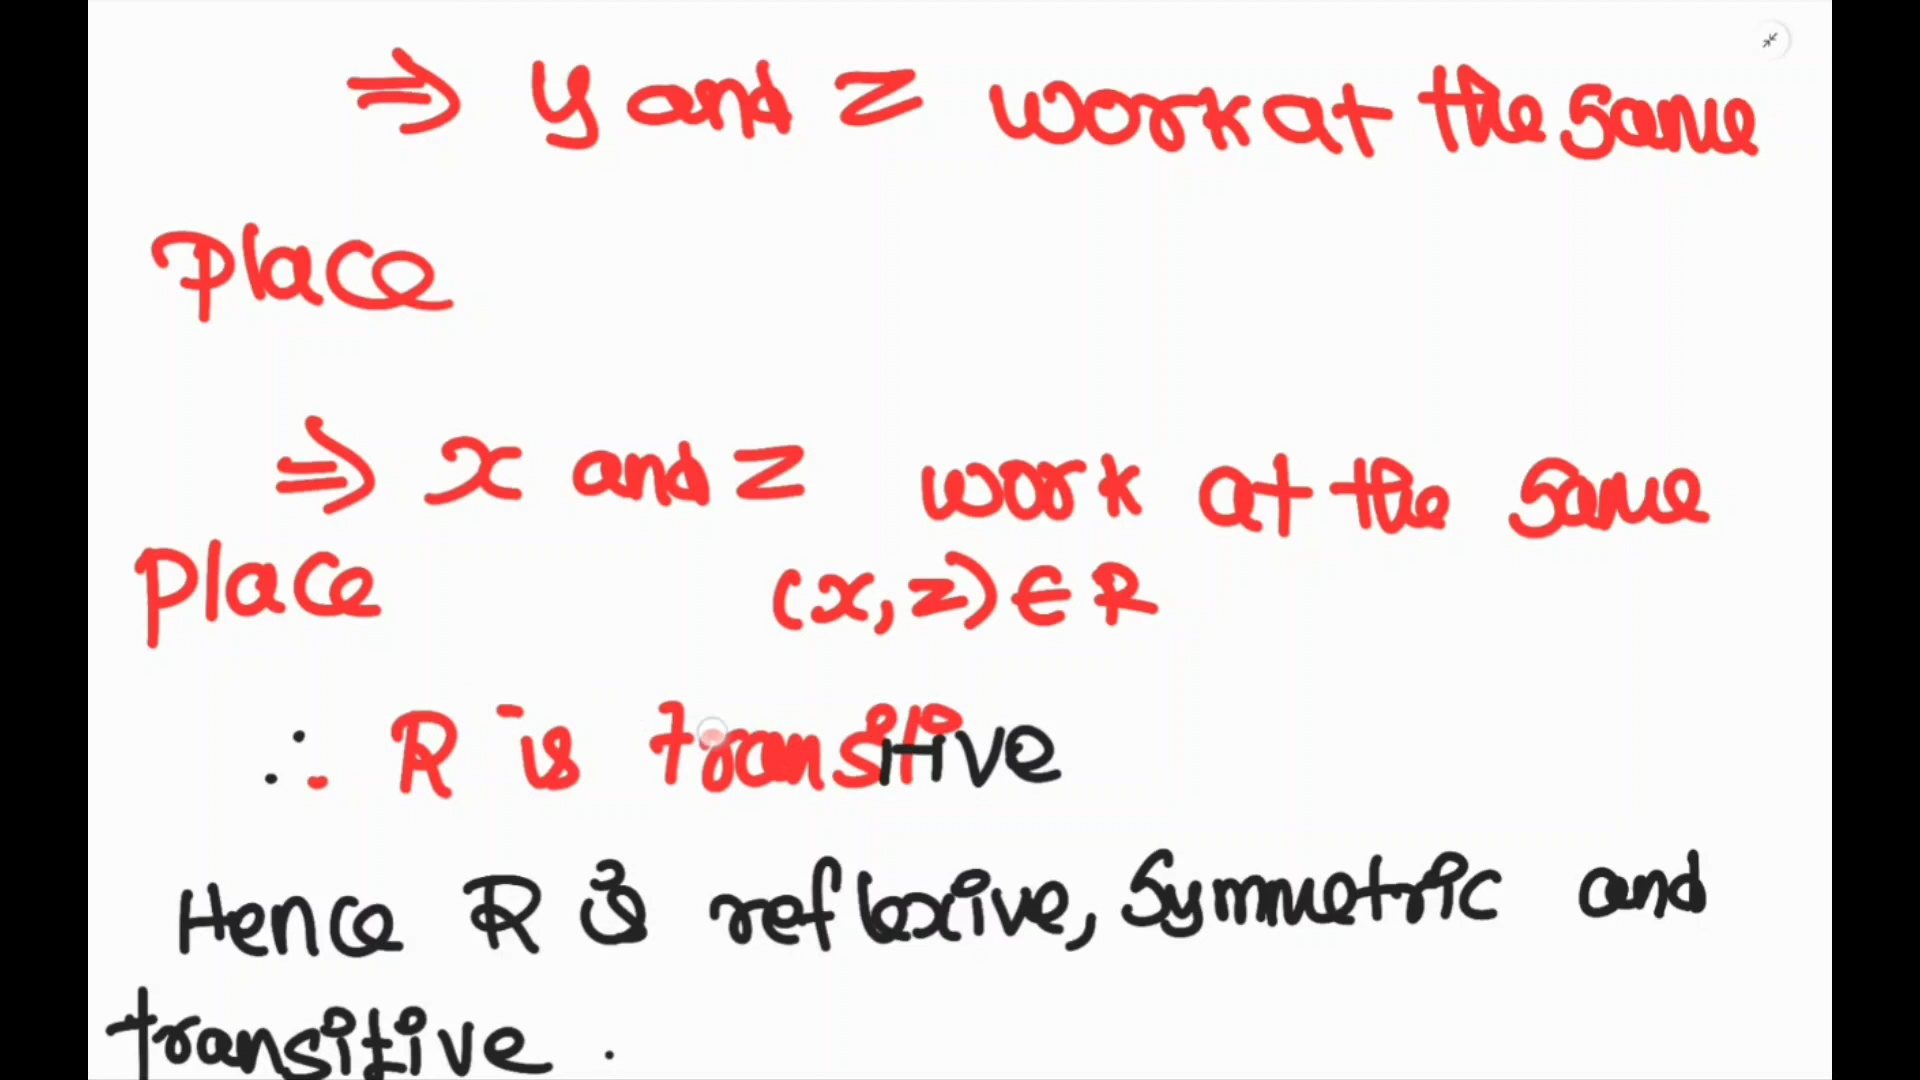 ⇒ y and z work at the same
place
⇒ x and z work at the same
place (x, z) ∈ R
∴ R is transitive
Hence R is reflexive, Symmetric and
transitive.